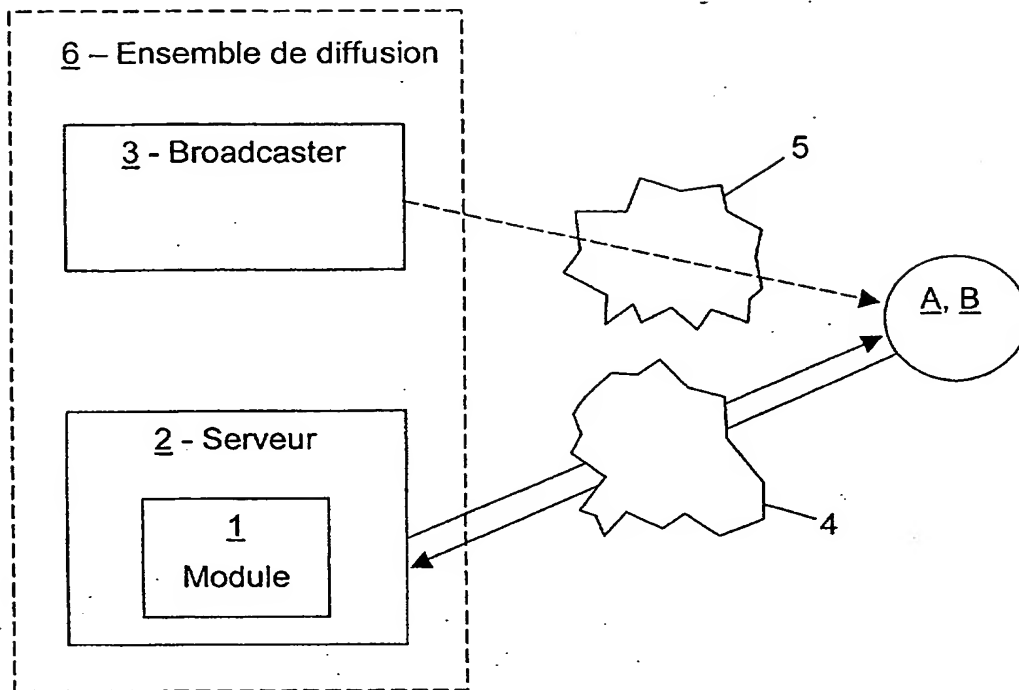 6 – Ensemble de diffusion
3 - Broadcaster
5
A, B
2 - Serveur
1
Module
4